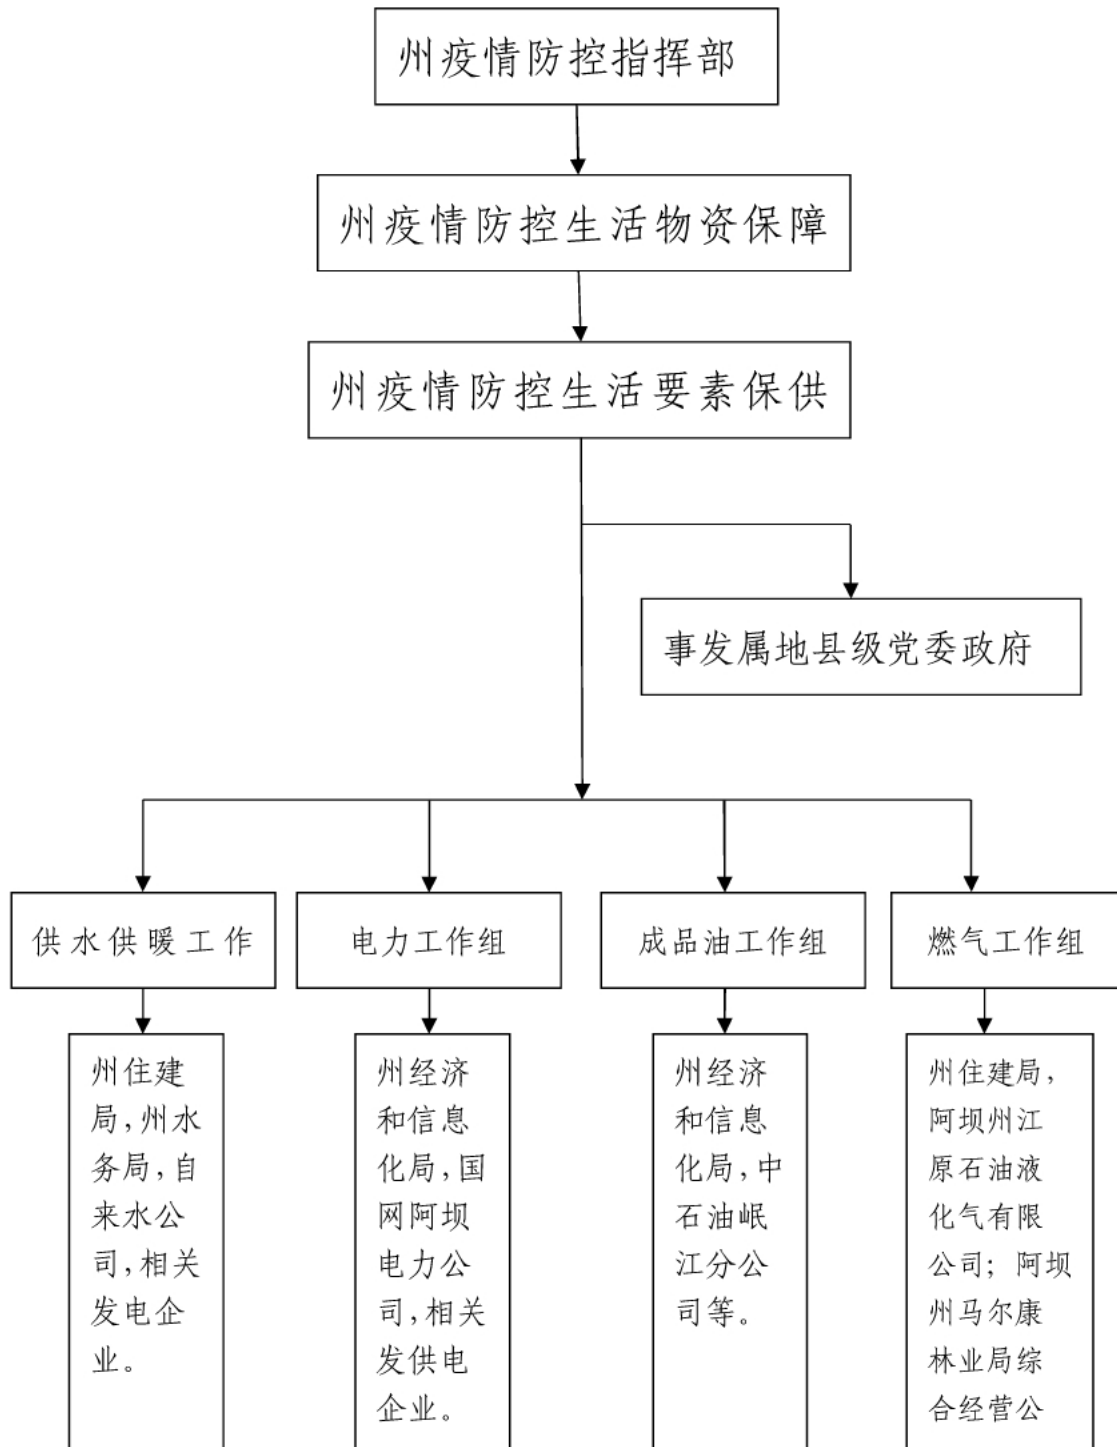 州疫情防控指挥部
州疫情防控生活物资保障
州疫情防控生活要素保供
事发属地县级党委政府
供水供暖工作
电力工作组
成品油工作组
燃气工作组
州住建
局,州水
务局,自
来水公
司,相关
发电企
业。
州经济
和信息
化局,国
网阿坝
电力公
司,相关
发供电
企业。
州经济
和信息
化局,中
石油岷
江分公
司等。
州住建局,
阿坝州江
原石油液
化气有限
公司；阿坝
州马尔康
林业局综
合经营公